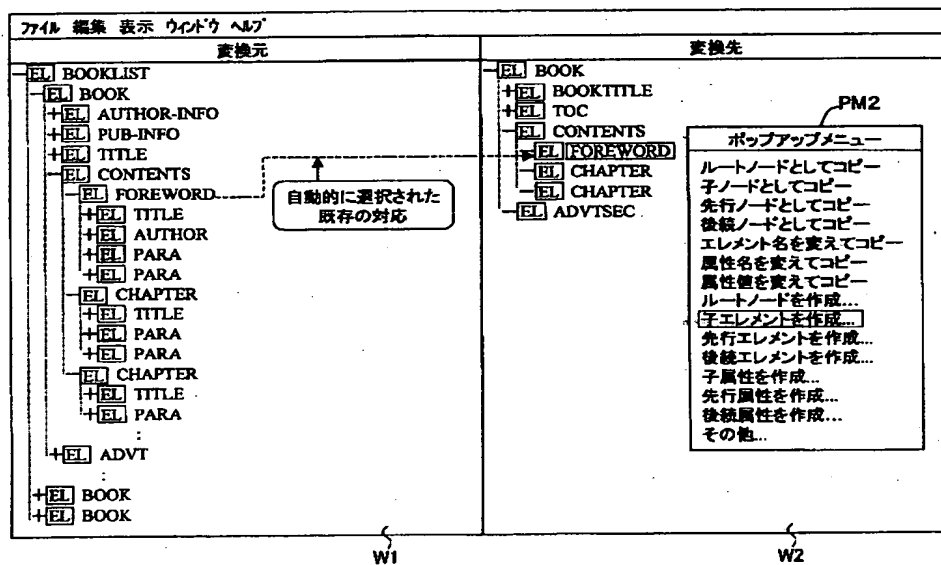 ファイル 編集 表示 ウィンドウ ヘルプ
変換元
EL BOOKLIST
EL BOOK
EL AUTHOR-INFO
EL PUB-INFO
EL TITLE
EL CONTENTS
EL FOREWORD
EL TITLE
EL AUTHOR
EL PARA
EL PARA
EL CHAPTER
EL TITLE
EL PARA
EL PARA
EL CHAPTER
EL TITLE
EL PARA
:
EL ADVT
:
EL BOOK
EL BOOK
自動的に選択された
既存の対応
変換先
EL BOOK
EL BOOKTITLE
EL TOC
EL CONTENTS
EL FOREWORD
EL CHAPTER
EL CHAPTER
EL ADVTSEC
PM2
ポップアップメニュー
ルートノードとしてコピー
子ノードとしてコピー
先行ノードとしてコピー
後続ノードとしてコピー
エレメント名を変えてコピー
属性名を変えてコピー
属性値を変えてコピー
ルートノードを作成...
子エレメントを作成...
先行エレメントを作成...
後続エレメントを作成...
子属性を作成...
先行属性を作成...
後続属性を作成...
その他...
W1
W2